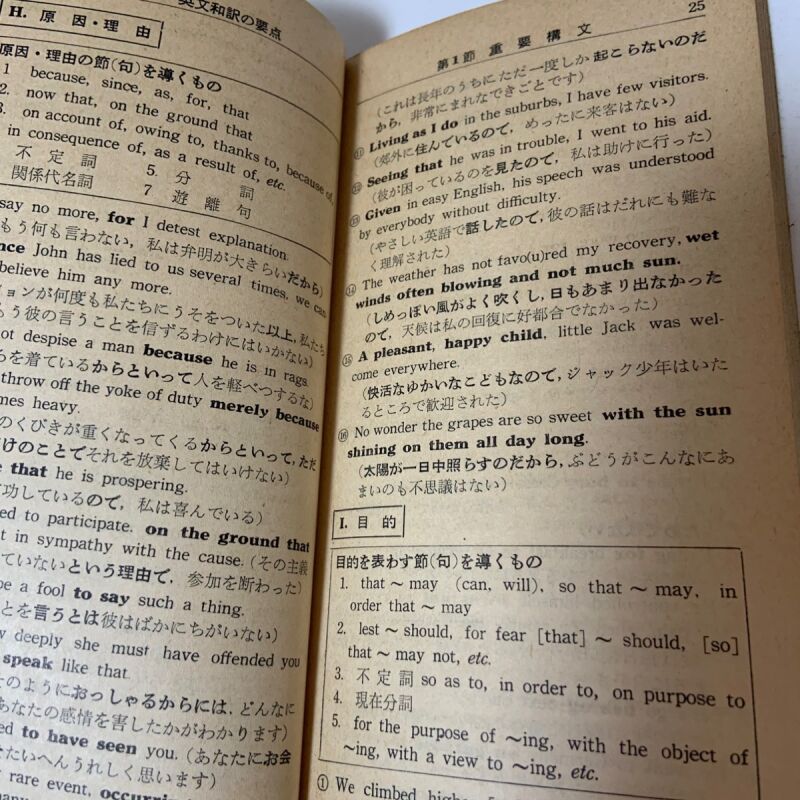 英文和訳の要点
H. 原因・理由
原因・理由の節(句)を導くもの
1 because, since, as, for, that
2. now that, on the ground that
3. on account of, owing to, thanks to, because of,
in consequence of, as a result of, etc.
不定詞 5. 分詞
関係代名詞 7 遊離句
say no more, for I detest explanation.
もう何も言わない, 私は弁明が大きらいだから)
John has lied to us several times, we can
believe him any more.
ョンが何度も私たちにうそをついた以上, 私たち
もう彼の言うことを信ずるわけにはいかない)
not despise a man because he is in rags.
らを着ているからといって人を軽べつするな)
throw off the yoke of duty merely because
mes heavy.
のくびきが重くなってくるからといって, ただ
けのことでそれを放棄してはいけない)
that he is prospering.
功しているので, 私は喜んでいる)
ed to participate. on the ground that
t in sympathy with the cause. (その主義
ていないという理由で, 参加を断わった)
be a fool to say such a thing.
とを言うとは彼はばかにちがいない)
w deeply she must have offended you
speak like that.
のようにおっしゃるからには, どんなに
あなたの感情を害したかがわかります)
ed to have seen you. (あなたにお会
たいへんうれしく思います)
rare event, occurrin
25
第1節 重要構文
(これは長年のうちにただ一度しか起こらないのだ
から, 非常にまれなできごとです)
⑪ Living as I do in the suburbs, I have few visitors.
(郊外に住んでいるので, めったに来客はない)
⑫ Seeing that he was in trouble, I went to his aid.
(彼が困っているのを見たので, 私は助けに行った)
⑬ Given in easy English, his speech was understood
by everybody without difficulty.
(やさしい英語で話したので, 彼の話はだれにも難な
く理解された)
⑭ The weather has not favo(u)red my recovery, wet
winds often blowing and not much sun.
(しめっぽい風がよく吹くし, 日もあまり出なかった
ので, 天候は私の回復に好都合でなかった)
⑮ A pleasant, happy child, little Jack was wel-
come everywhere.
(快活なゆかいなこどもなので, ジャック少年はいた
るところで歓迎された)
⑯ No wonder the grapes are so sweet with the sun
shining on them all day long.
(太陽が一日中照らすのだから, ぶどうがこんなにあ
まいのも不思議はない)
I. 目的
目的を表わす節(句)を導くもの
1. that ～ may (can, will), so that ～ may, in
order that ～ may
2. lest ～ should, for fear [that] ～ should, [so]
that ～ may not, etc.
3. 不定詞 so as to, in order to, on purpose to
4. 現在分詞
5. for the purpose of ～ing, with the object of
～ing, with a view to ～ing, etc.
① We climbed higher